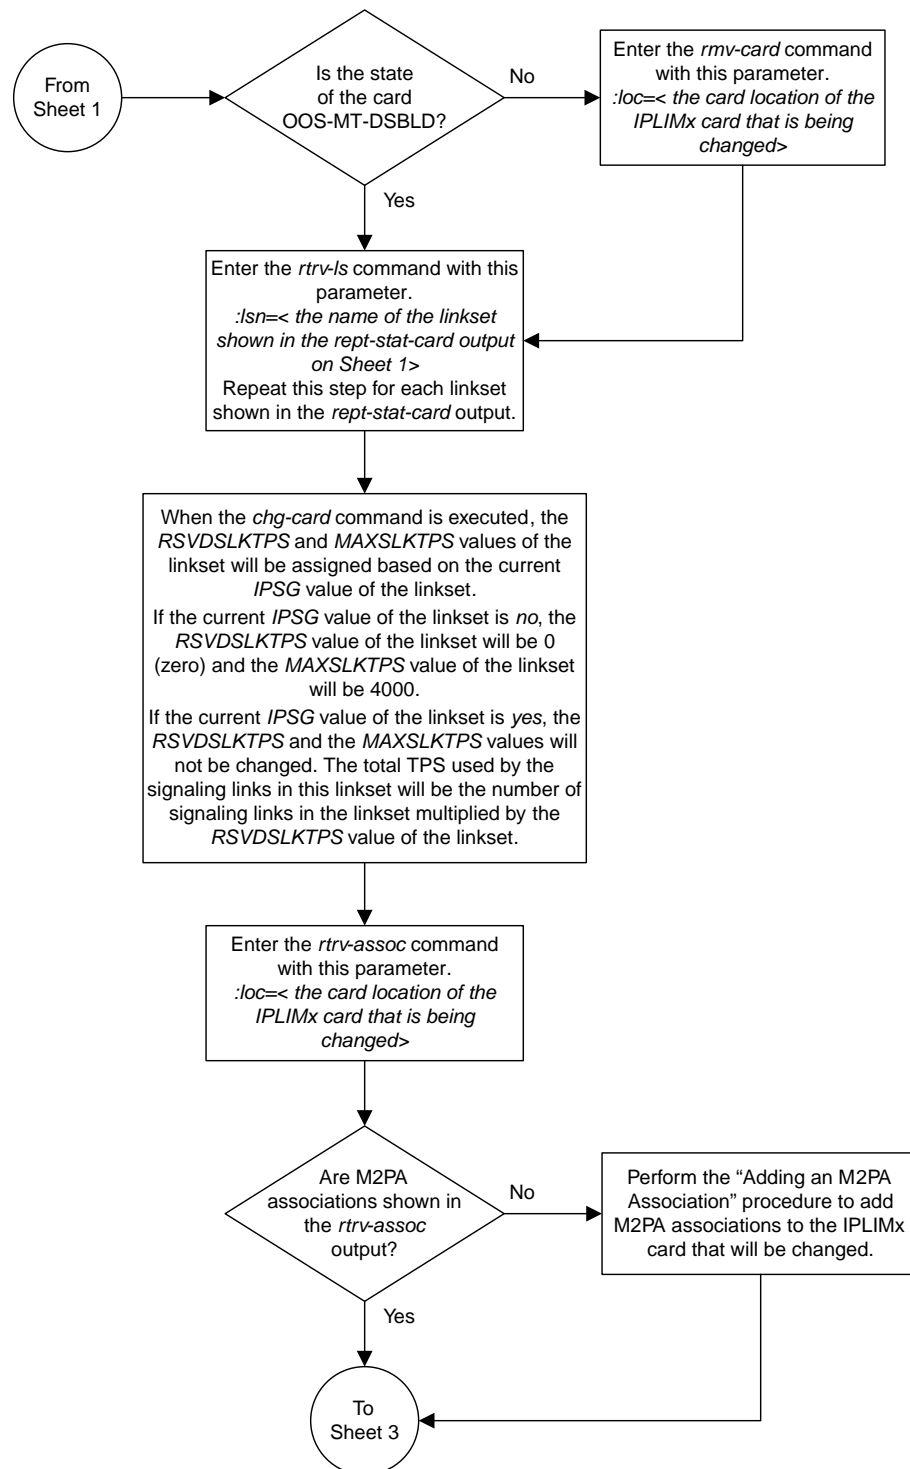 From
Sheet 1
Is the state
of the card
OOS-MT-DSBLD?
No
Enter the rmv-card command
with this parameter.
:loc=< the card location of the
IPLIMx card that is being
changed>
Yes
Enter the rtrv-ls command with this
parameter.
:lsn=< the name of the linkset
shown in the rept-stat-card output
on Sheet 1>
Repeat this step for each linkset
shown in the rept-stat-card output.
When the chg-card command is executed, the
RSVDSLKTPS and MAXSLKTPS values of the
linkset will be assigned based on the current
IPSG value of the linkset.
If the current IPSG value of the linkset is no, the
RSVDSLKTPS value of the linkset will be 0
(zero) and the MAXSLKTPS value of the linkset
will be 4000.
If the current IPSG value of the linkset is yes, the
RSVDSLKTPS and the MAXSLKTPS values will
not be changed. The total TPS used by the
signaling links in this linkset will be the number of
signaling links in the linkset multiplied by the
RSVDSLKTPS value of the linkset.
Enter the rtrv-assoc command
with this parameter.
:loc=< the card location of the
IPLIMx card that is being
changed>
Are M2PA
associations shown in
the rtrv-assoc
output?
No
Perform the “Adding an M2PA
Association” procedure to add
M2PA associations to the IPLIMx
card that will be changed.
Yes
To
Sheet 3